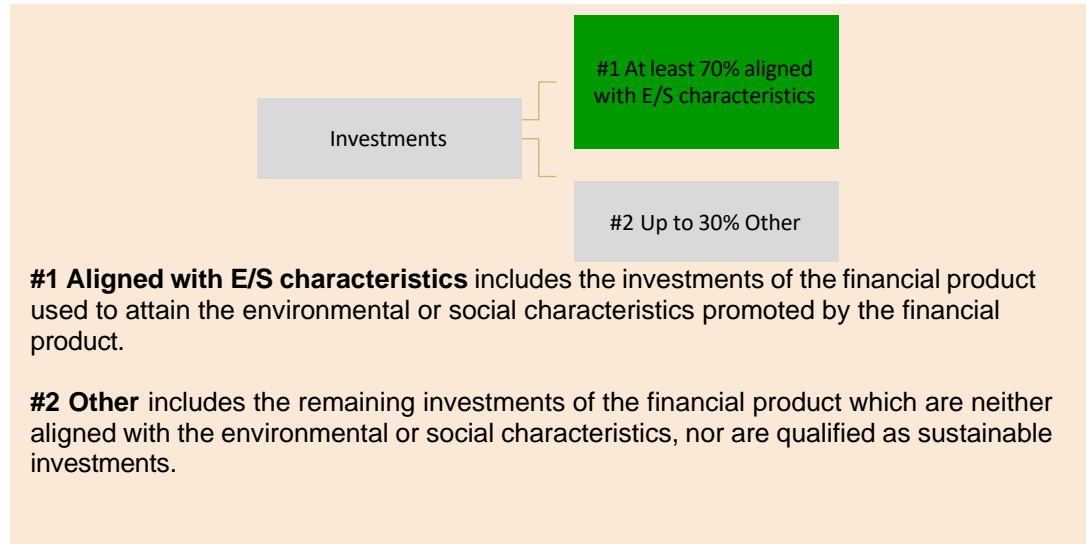 #1 At least 70% aligned
with E/S characteristics
Investments
#2 Up to 30% Other
#1 Aligned with E/S characteristics includes the investments of the financial product
used to attain the environmental or social characteristics promoted by the financial
product.
#2 Other includes the remaining investments of the financial product which are neither
aligned with the environmental or social characteristics, nor are qualified as sustainable
investments.